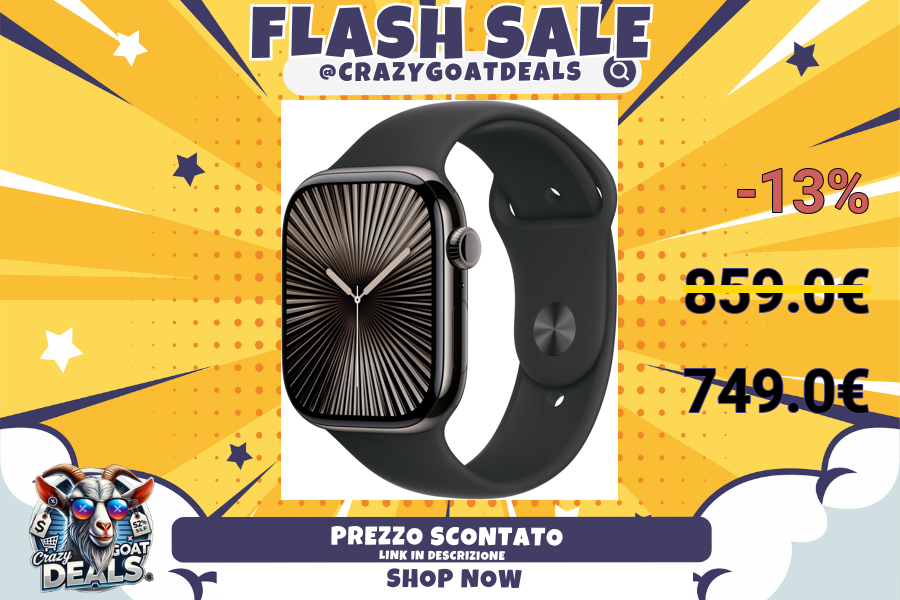 FLASH SALE
@CRAZYGOATDEALS
-13%
859.0€
749.0€
PREZZO SCONTATO
LINK IN DESCRIZIONE
SHOP NOW
$
Crazy
GOAT
DEALS